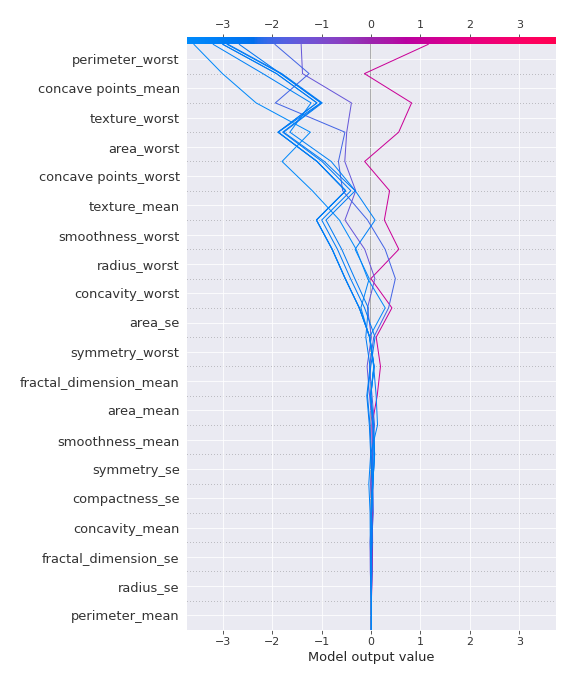 −3 −2 −1 0 1 2 3
perimeter_worst
concave points_mean
texture_worst
area_worst
concave points_worst
texture_mean
smoothness_worst
radius_worst
concavity_worst
area_se
symmetry_worst
fractal_dimension_mean
area_mean
smoothness_mean
symmetry_se
compactness_se
concavity_mean
fractal_dimension_se
radius_se
perimeter_mean
−3 −2 −1 0 1 2 3
Model output value